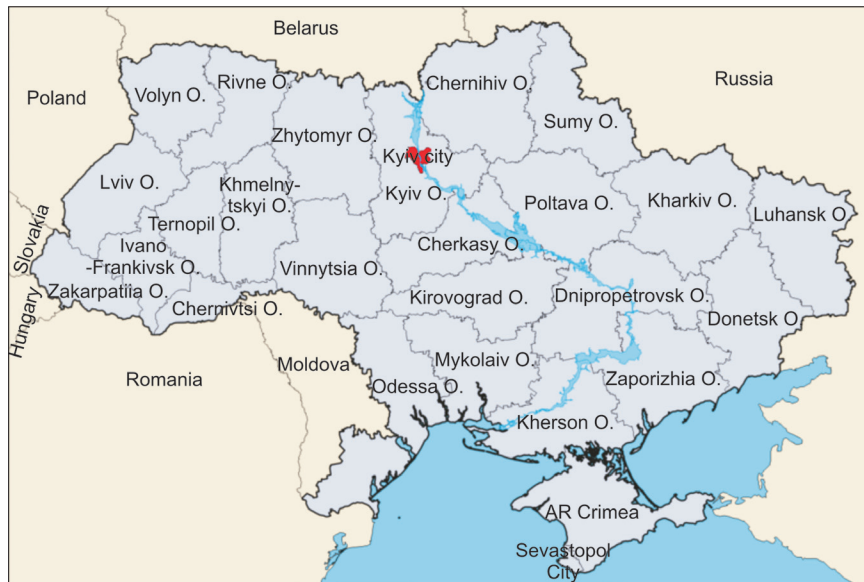 Belarus
Russia
Poland
Volyn O.
Rivne O.
Chernihiv O.
Sumy O.
Zhytomyr O.
Kyiv city
Lviv O.
Khmelny-
tskyi O.
Kyiv O.
Poltava O.
Kharkiv O.
Luhansk O.
Slovakia
Ternopil O.
Ivano
-Frankivsk O.
Cherkasy O.
Vinnytsia O.
Zakarpatiia O.
Hungary
Chernivtsi O.
Kirovograd O.
Dnipropetrovsk O.
Donetsk O.
Moldova
Romania
Mykolaiv O.
Odessa O.
Zaporizhia O.
Kherson O.
AR Crimea
Sevastopol
City